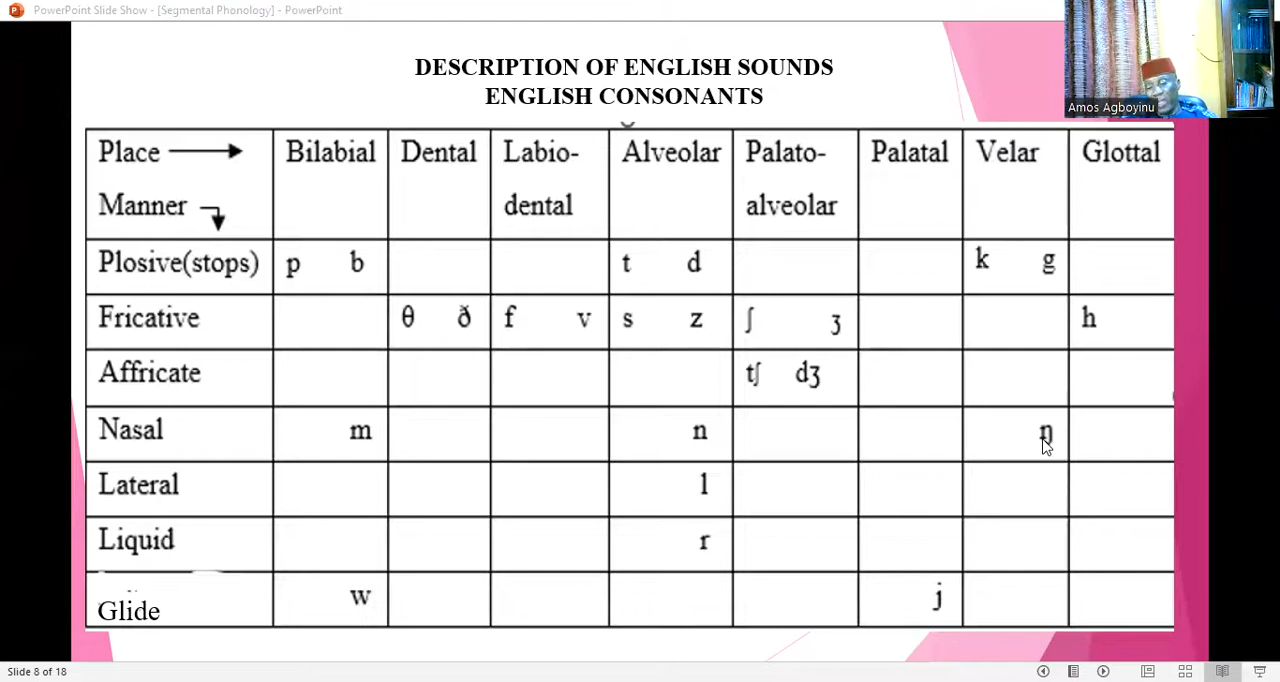 PowerPoint Slide Show - [Segmental Phonology] - PowerPoint
Amos Agboyinu
DESCRIPTION OF ENGLISH SOUNDS
ENGLISH CONSONANTS
Place Bilabial Dental Labio- Alveolar Palato- Palatal Velar Glottal
Manner dental alveolar
Plosive(stops) p b t d k g
Fricative θ ð f v s z ʃ ʒ h
Affricate tʃ dʒ
Nasal m n ŋ
Lateral l
Liquid r
Glide w j
Slide 8 of 18